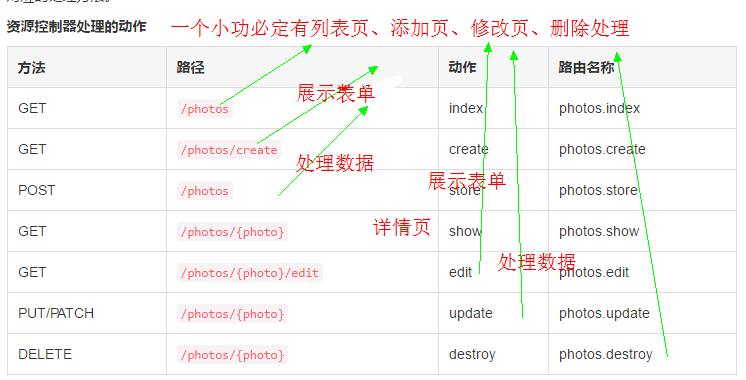 资源控制器处理的动作 一个小功必定有列表页、添加页、修改页、删除处理
方法 路径 动作 路由名称
展示表单
GET /photos index photos.index
GET /photos/create create photos.create
处理数据
展示表单
POST /photos store photos.store
GET /photos/{photo} 详情页 show photos.show
处理数据
GET /photos/{photo}/edit edit photos.edit
PUT/PATCH /photos/{photo} update photos.update
DELETE /photos/{photo} destroy photos.destroy